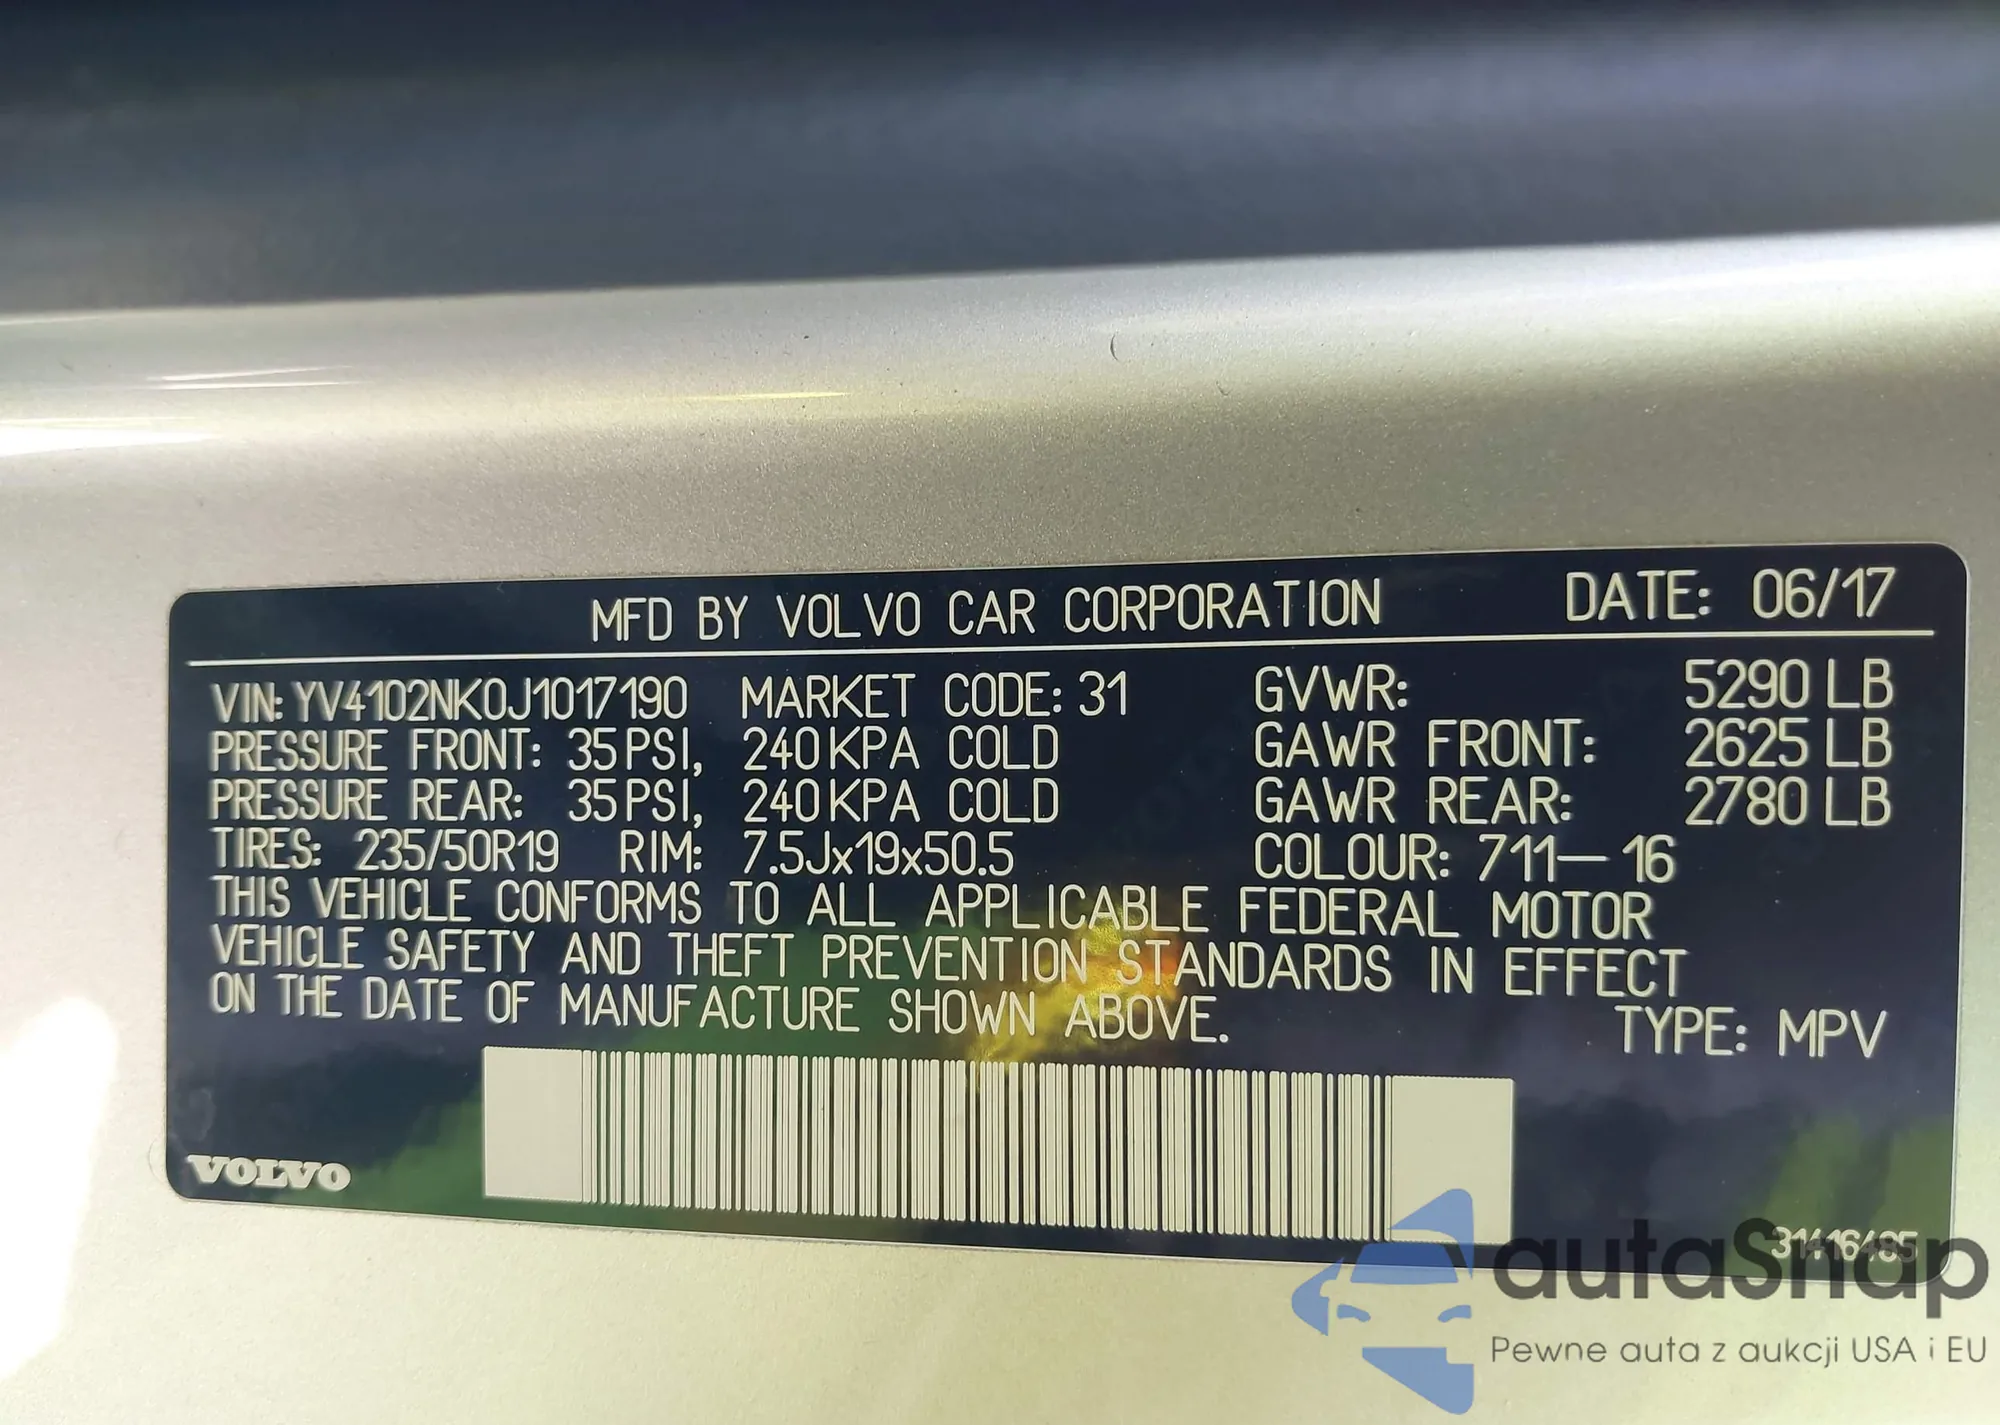 MFD BY VOLVO CAR CORPORATION DATE: 06/17
VIN: YV4102NK0J1017190 MARKET CODE: 31 GVWR: 5290 LB
PRESSURE FRONT: 35 PSI, 240 KPA COLD GAWR FRONT: 2625 LB
PRESSURE REAR: 35 PSI, 240 KPA COLD GAWR REAR: 2780 LB
TIRES: 235/50R19 RIM: 7.5Jx19x50.5 COLOUR: 711-16
THIS VEHICLE CONFORMS TO ALL APPLICABLE FEDERAL MOTOR
VEHICLE SAFETY AND THEFT PREVENTION STANDARDS IN EFFECT
ON THE DATE OF MANUFACTURE SHOWN ABOVE.
TYPE: MPV
VOLVO
31416485
autaSnap
Pewne auta z aukcji USA i EU